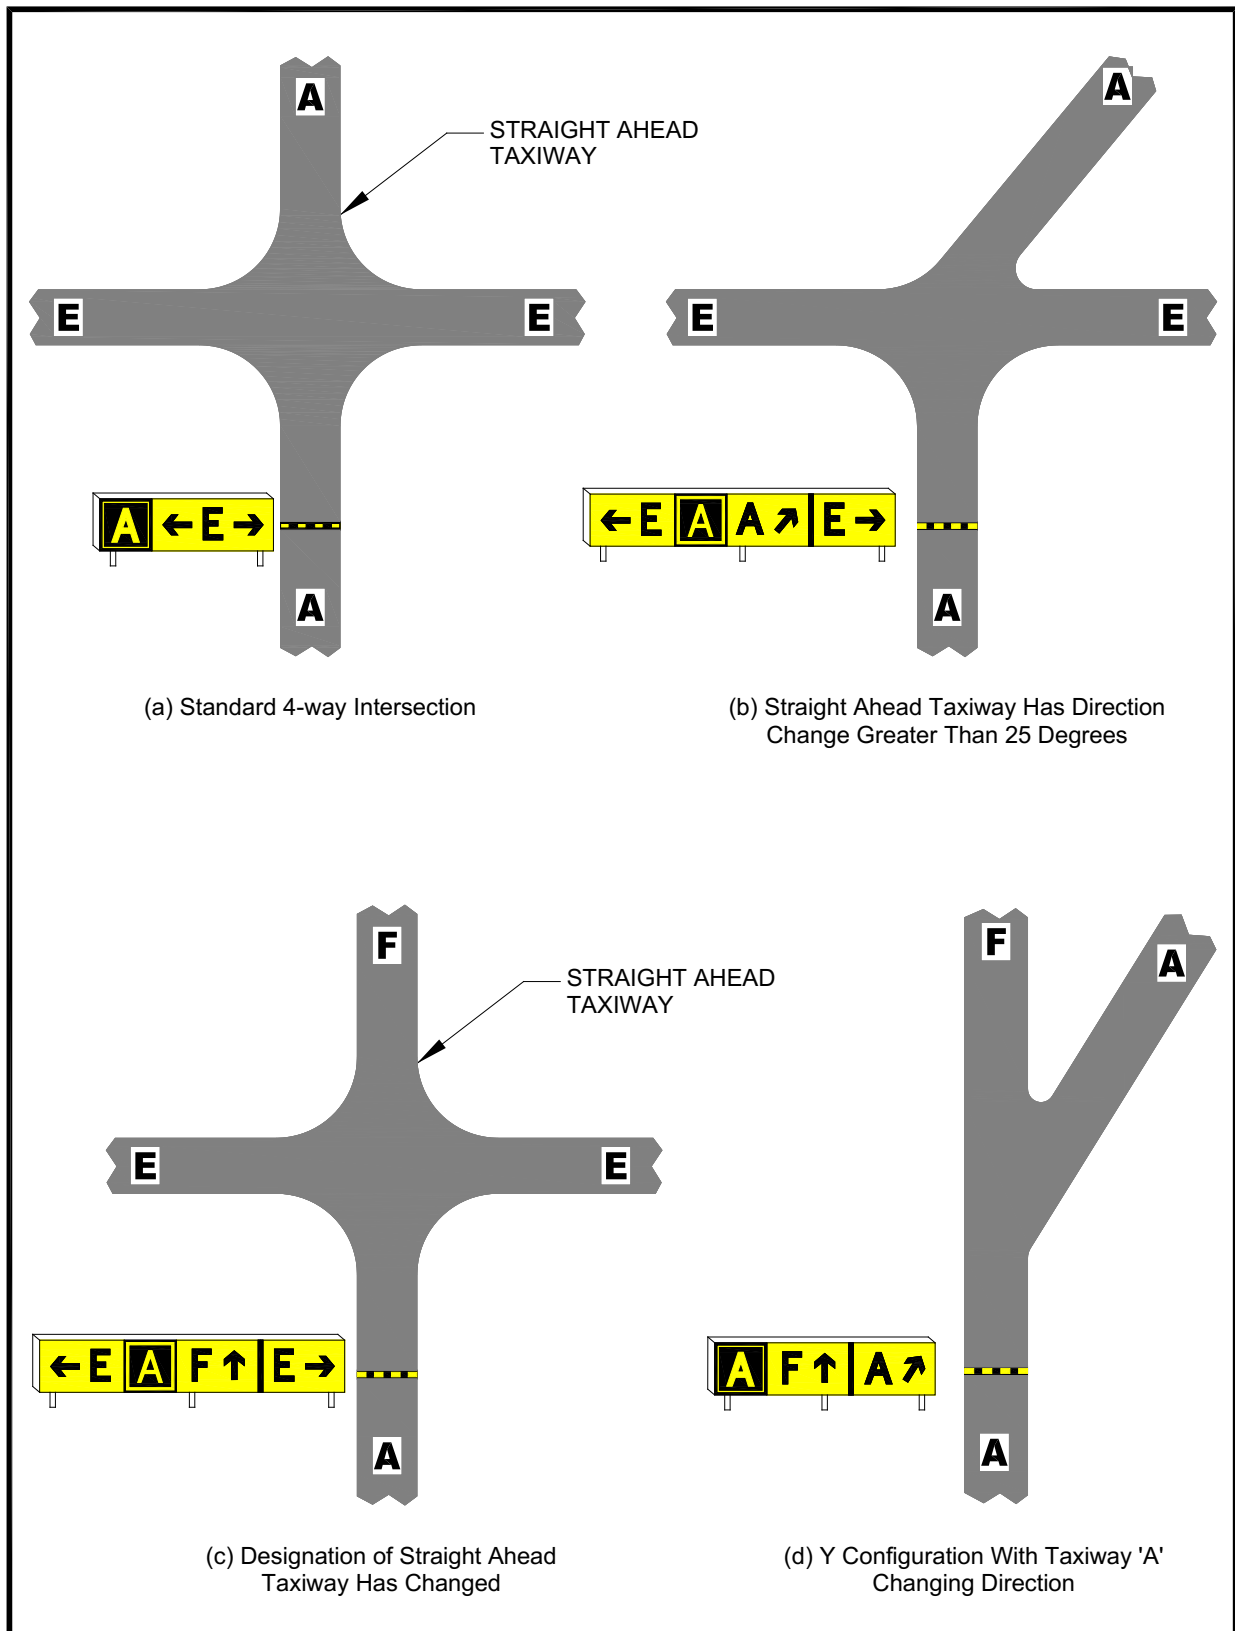 A
STRAIGHT AHEAD
TAXIWAY
E E
A ← E →
A
(a) Standard 4-way Intersection
A
E E
← E A A ↗ E →
A
(b) Straight Ahead Taxiway Has Direction
Change Greater Than 25 Degrees
F
STRAIGHT AHEAD
TAXIWAY
E E
← E A F ↑ E →
A
(c) Designation of Straight Ahead
Taxiway Has Changed
F
A
A F ↑ A ↗
A
(d) Y Configuration With Taxiway 'A'
Changing Direction